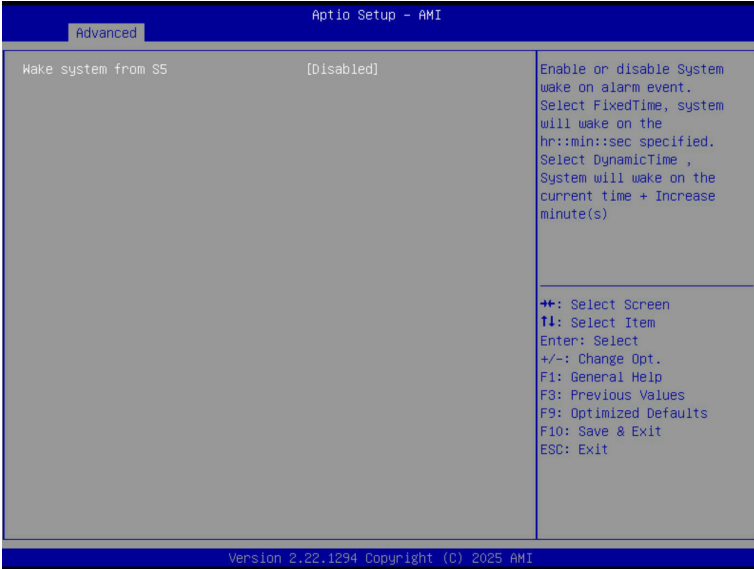 Aptio Setup – AMI
Advanced
Wake system from S5 [Disabled]
Enable or disable System
wake on alarm event.
Select FixedTime, system
will wake on the
hr::min::sec specified.
Select DynamicTime ,
System will wake on the
current time + Increase
minute(s)
→←: Select Screen
↑↓: Select Item
Enter: Select
+/-: Change Opt.
F1: General Help
F3: Previous Values
F9: Optimized Defaults
F10: Save & Exit
ESC: Exit
Version 2.22.1294 Copyright (C) 2025 AMI